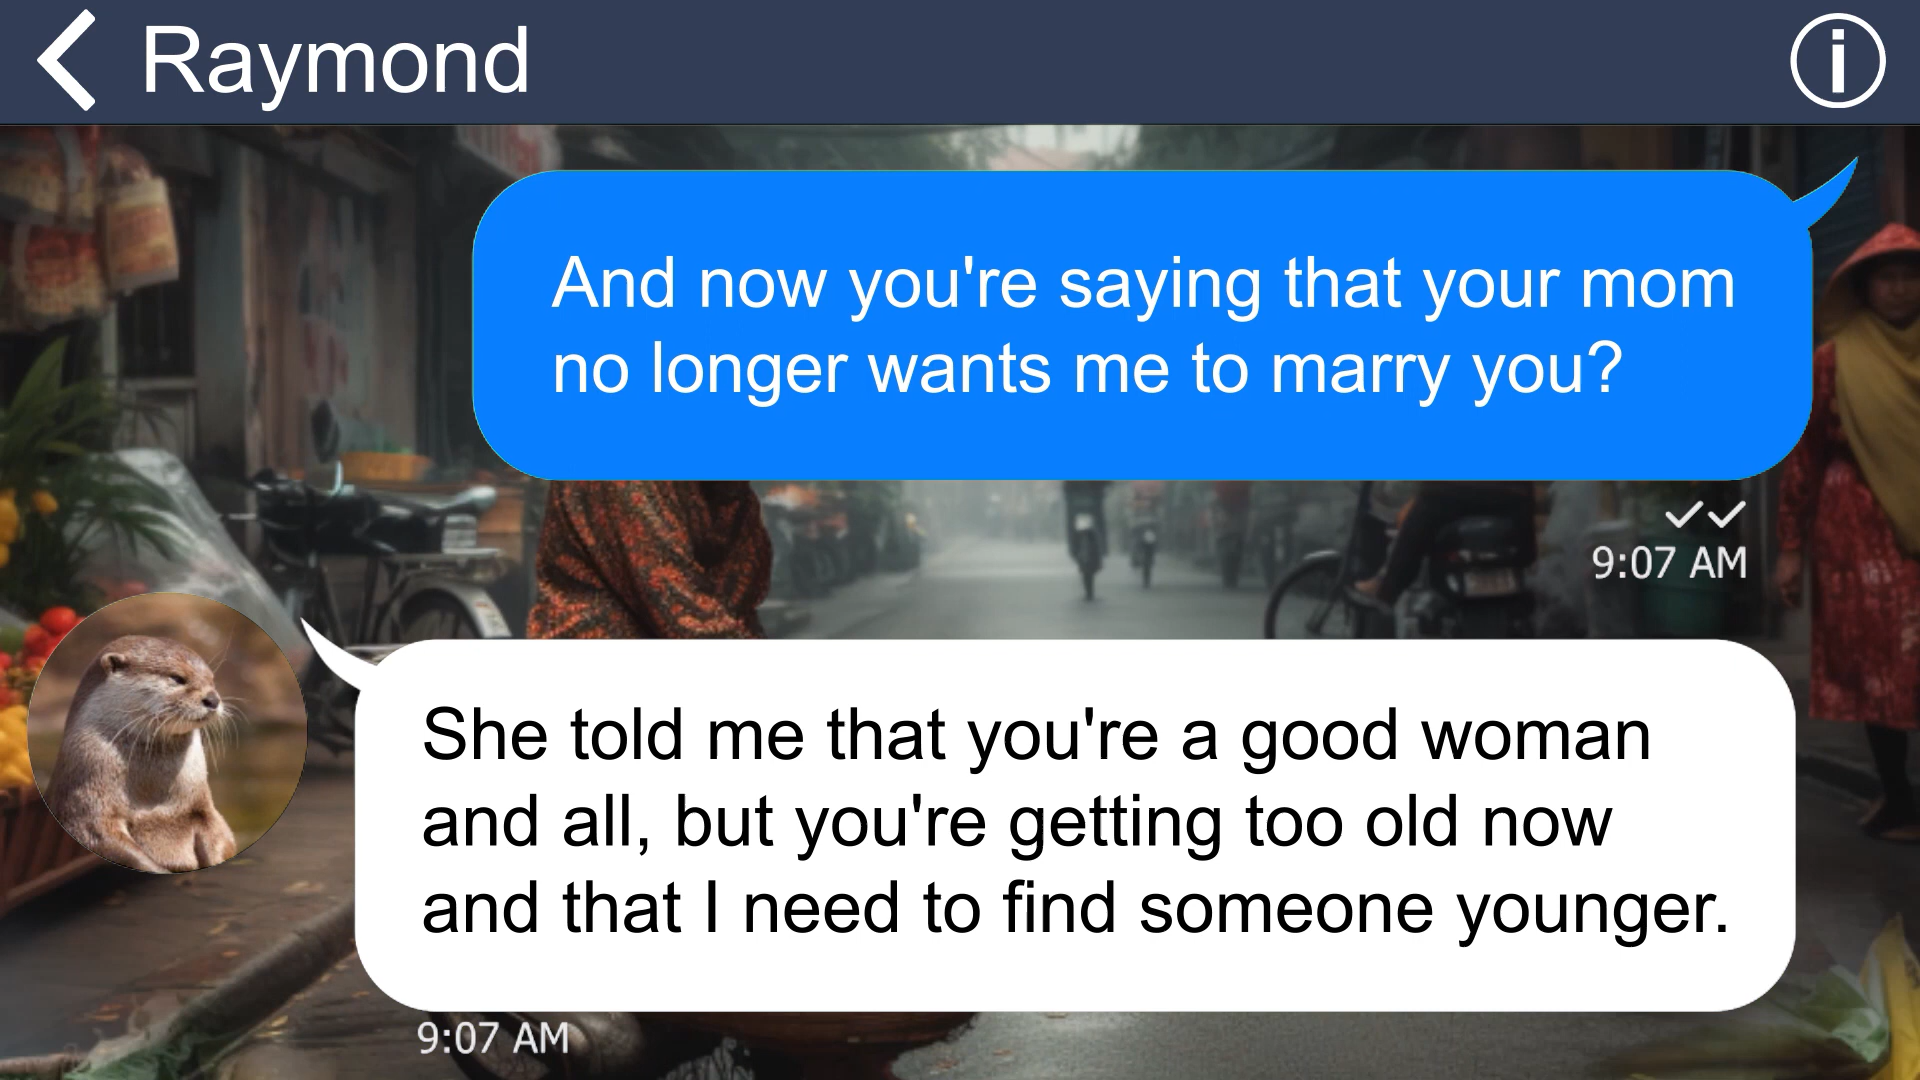 Raymond
And now you're saying that your mom
no longer wants me to marry you?
9:07 AM
She told me that you're a good woman
and all, but you're getting too old now
and that I need to find someone younger.
9:07 AM